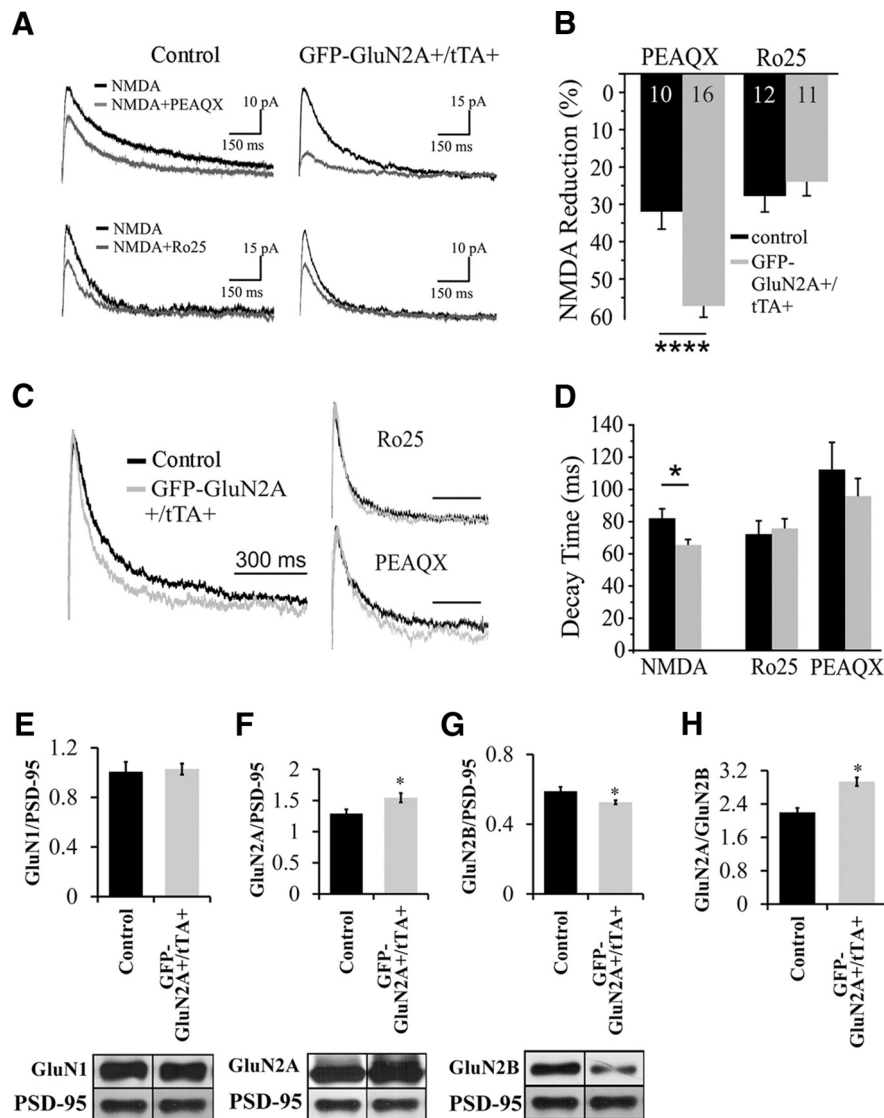 A
Control
GFP-GluN2A+/tTA+
NMDA
NMDA+PEAQX
10 pA
150 ms
15 pA
150 ms
NMDA
NMDA+Ro25
15 pA
150 ms
10 pA
150 ms
B
PEAQX
Ro25
10
16
12
11
0
10
20
30
40
50
60
NMDA Reduction (%)
control
GFP-
GluN2A+/
tTA+
****
C
Control
GFP-GluN2A
+/tTA+
300 ms
Ro25
PEAQX
D
140
120
100
80
60
40
20
0
Decay Time (ms)
*
NMDA
Ro25
PEAQX
E
1.2
0.8
0.4
0
GluN1/PSD-95
Control
GFP-
GluN2A+/tTA+
GluN1
PSD-95
F
2
1.5
1
0.5
0
GluN2A/PSD-95
*
Control
GFP-
GluN2A+/tTA+
GluN2A
PSD-95
G
0.8
0.4
0
GluN2B/PSD-95
*
Control
GFP-
GluN2A+/tTA+
GluN2B
PSD-95
H
3.2
2.4
1.6
0.8
0
GluN2A/GluN2B
*
Control
GFP-
GluN2A+/tTA+